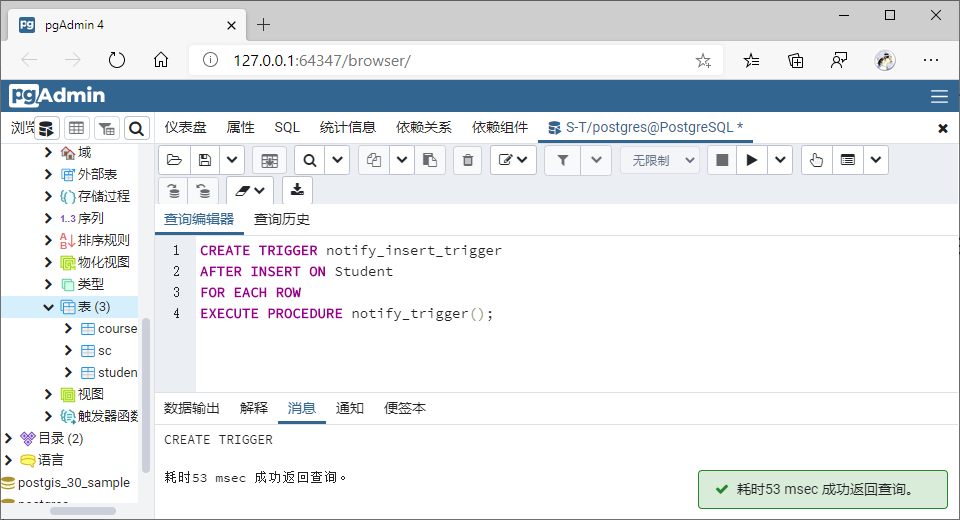 pgAdmin 4
127.0.0.1:64347/browser/
pgAdmin
浏览
仪表盘 属性 SQL 统计信息 依赖关系 依赖组件 S-T/postgres@PostgreSQL *
无限制
域
外部表
存储过程
1..3 序列
排序规则
物化视图
类型
表 (3)
course
sc
studen
视图
触发器函数
目录 (2)
语言
postgis_30_sample
postgres
查询编辑器 查询历史
1 CREATE TRIGGER notify_insert_trigger
2 AFTER INSERT ON Student
3 FOR EACH ROW
4 EXECUTE PROCEDURE notify_trigger();
数据输出 解释 消息 通知 便签本
CREATE TRIGGER
耗时53 msec 成功返回查询。
耗时53 msec 成功返回查询。